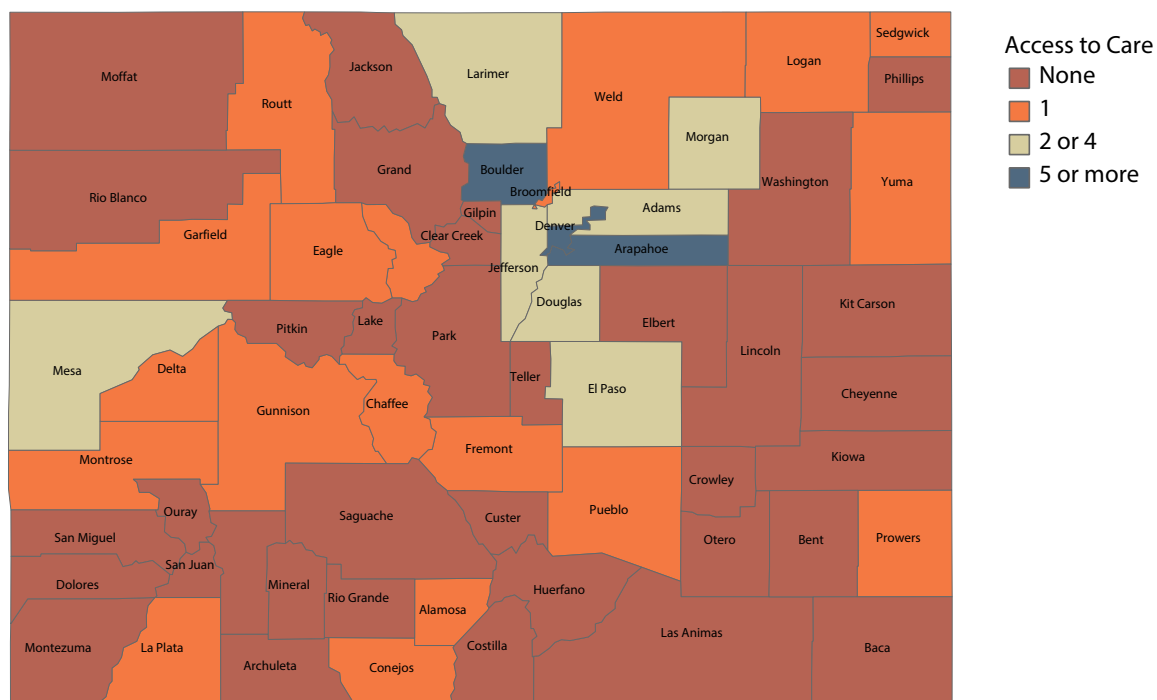 Access to Care
None
1
2 or 4
5 or more
Sedgwick
Logan
Jackson
Larimer
Moffat
Phillips
Weld
Routt
Morgan
Grand
Boulder
Washington
Yuma
Broomfield
Rio Blanco
Adams
Gilpin
Denver
Garfield
Clear Creek
Eagle
Arapahoe
Jefferson
Douglas
Kit Carson
Lake
Elbert
Pitkin
Park
Lincoln
Mesa
Delta
Teller
El Paso
Cheyenne
Gunnison
Chaffee
Fremont
Kiowa
Montrose
Crowley
Ouray
Saguache
Custer
Pueblo
San Miguel
Otero
Bent
Prowers
San Juan
Dolores
Mineral
Huerfano
Rio Grande
Alamosa
Las Animas
Montezuma
La Plata
Costilla
Baca
Archuleta
Conejos